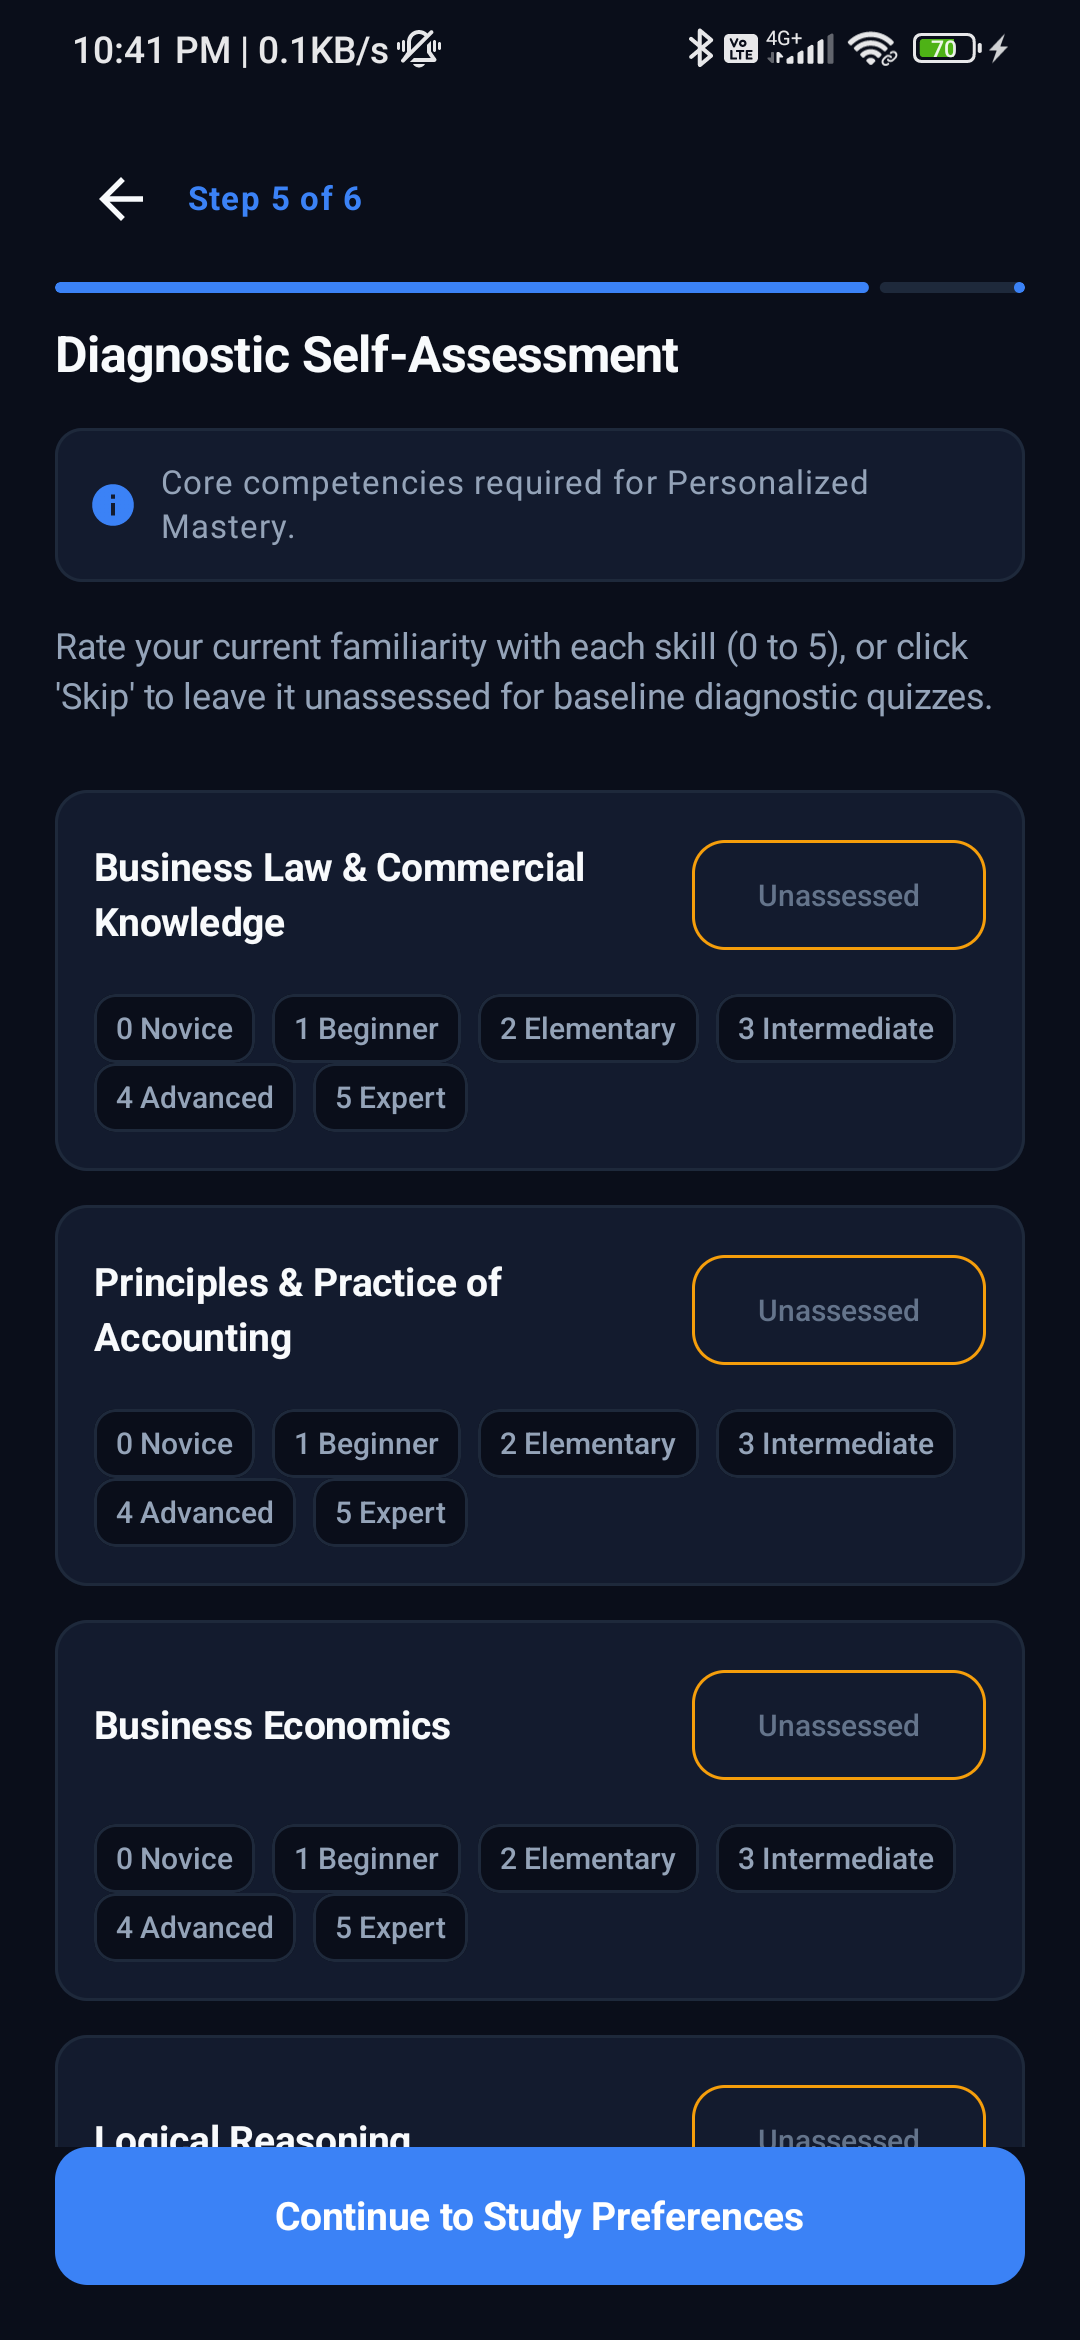 10:41 PM | 0.1KB/s
Vo LTE 4G+ 70
Step 5 of 6
Diagnostic Self-Assessment
Core competencies required for Personalized
Mastery.
Rate your current familiarity with each skill (0 to 5), or click
'Skip' to leave it unassessed for baseline diagnostic quizzes.
Business Law & Commercial
Knowledge
Unassessed
0 Novice 1 Beginner 2 Elementary 3 Intermediate
4 Advanced 5 Expert
Principles & Practice of
Accounting
Unassessed
0 Novice 1 Beginner 2 Elementary 3 Intermediate
4 Advanced 5 Expert
Business Economics
Unassessed
0 Novice 1 Beginner 2 Elementary 3 Intermediate
4 Advanced 5 Expert
Logical Reasoning
Unassessed
Continue to Study Preferences